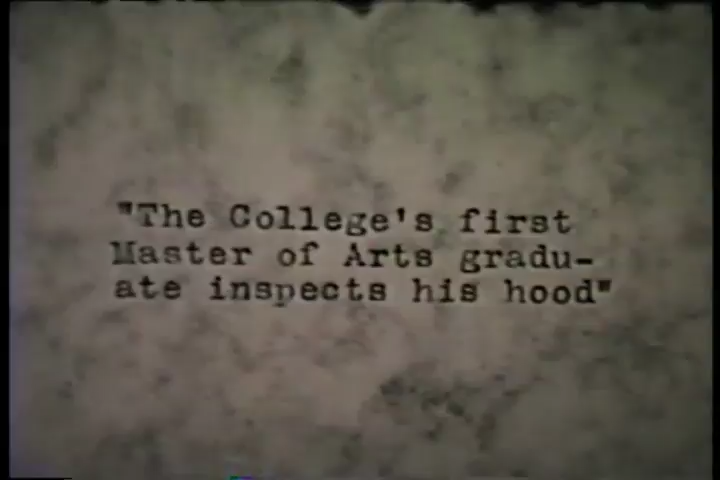 "The College's first
Master of Arts gradu-
ate inspects his hood"